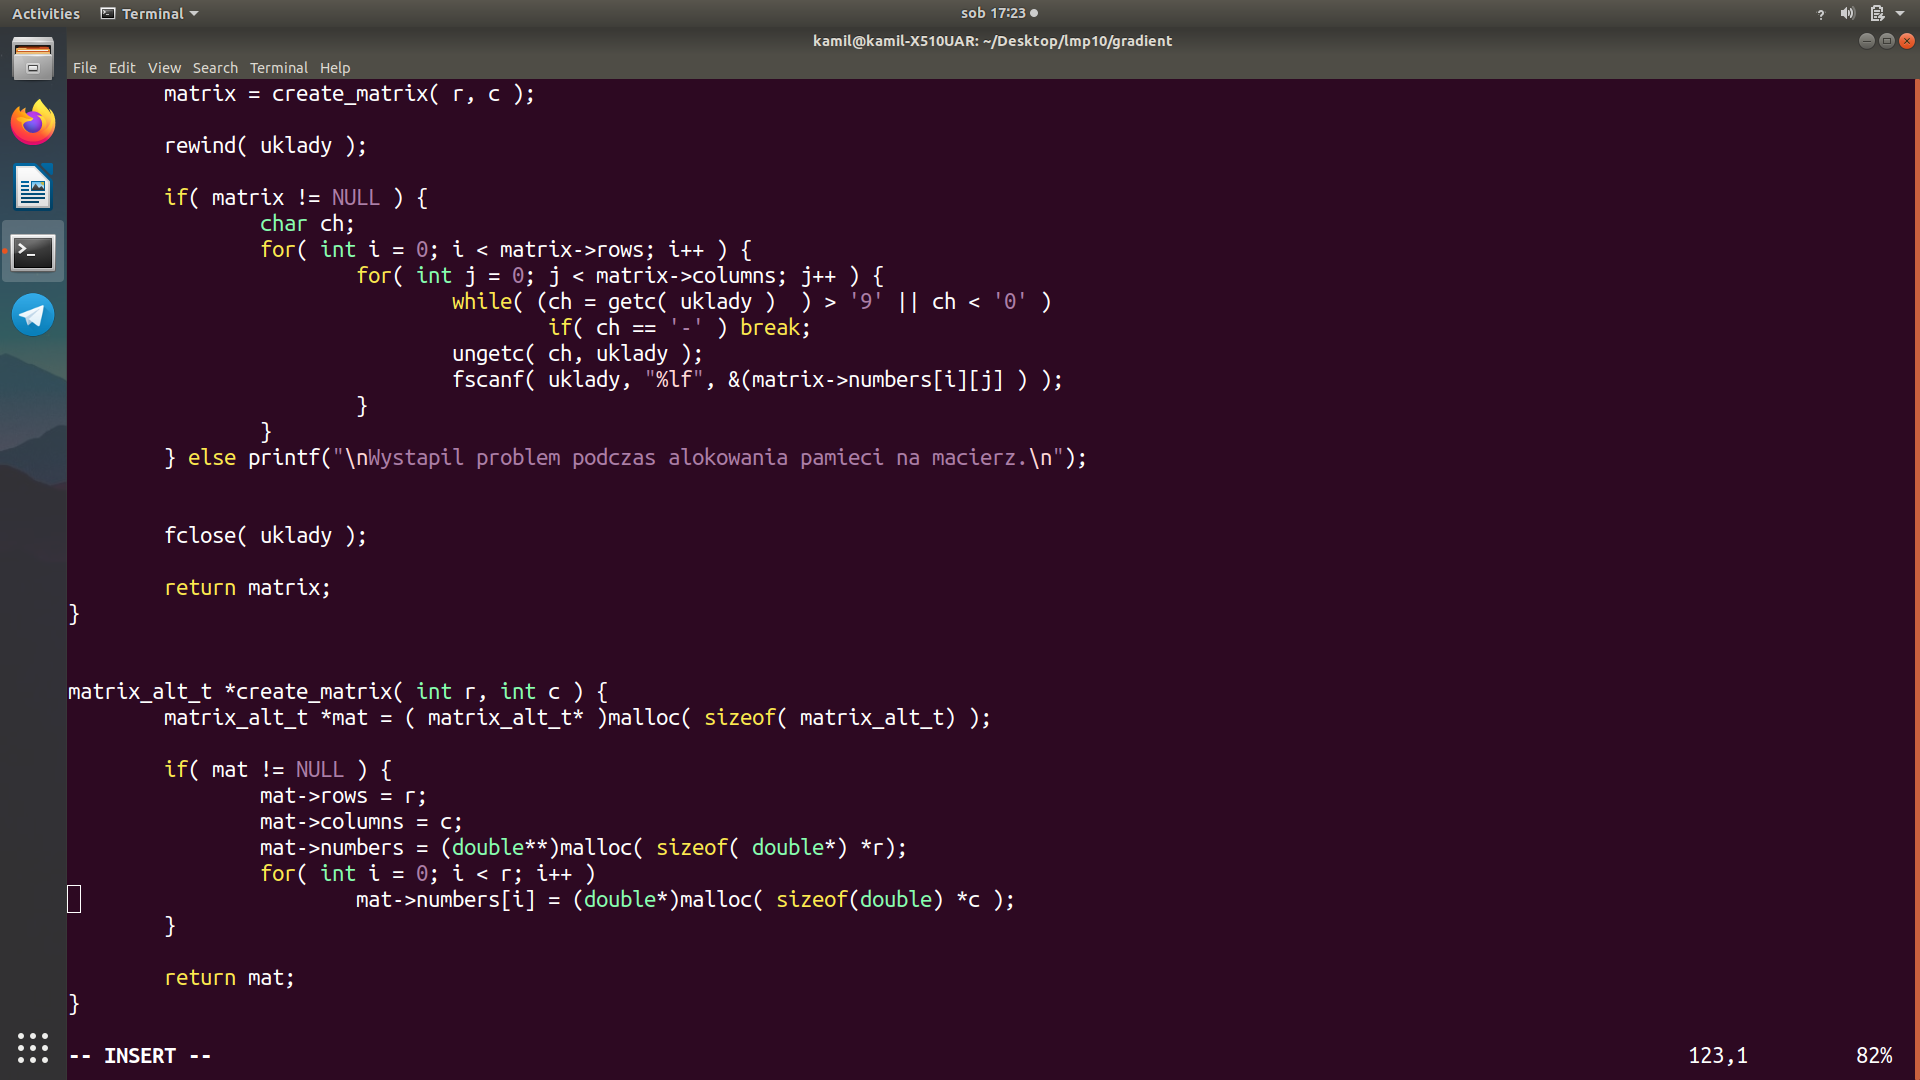 Activities Terminal sob 17:23
kamil@kamil-X510UAR: ~/Desktop/lmp10/gradient
File Edit View Search Terminal Help
        matrix = create_matrix( r, c );

        rewind( uklady );

        if( matrix != NULL ) {
                char ch;
                for( int i = 0; i < matrix->rows; i++ ) {
                        for( int j = 0; j < matrix->columns; j++ ) {
                                while( (ch = getc( uklady )  ) > '9' || ch < '0' )
                                        if( ch == '-' ) break;
                                ungetc( ch, uklady );
                                fscanf( uklady, "%lf", &(matrix->numbers[i][j] ) );
                        }
                }
        } else printf("\nWystapil problem podczas alokowania pamieci na macierz.\n");


        fclose( uklady );

        return matrix;
}


matrix_alt_t *create_matrix( int r, int c ) {
        matrix_alt_t *mat = ( matrix_alt_t* )malloc( sizeof( matrix_alt_t) );

        if( mat != NULL ) {
                mat->rows = r;
                mat->columns = c;
                mat->numbers = (double**)malloc( sizeof( double*) *r);
                for( int i = 0; i < r; i++ )
                        mat->numbers[i] = (double*)malloc( sizeof(double) *c );
        }

        return mat;
}

-- INSERT -- 123,1 82%